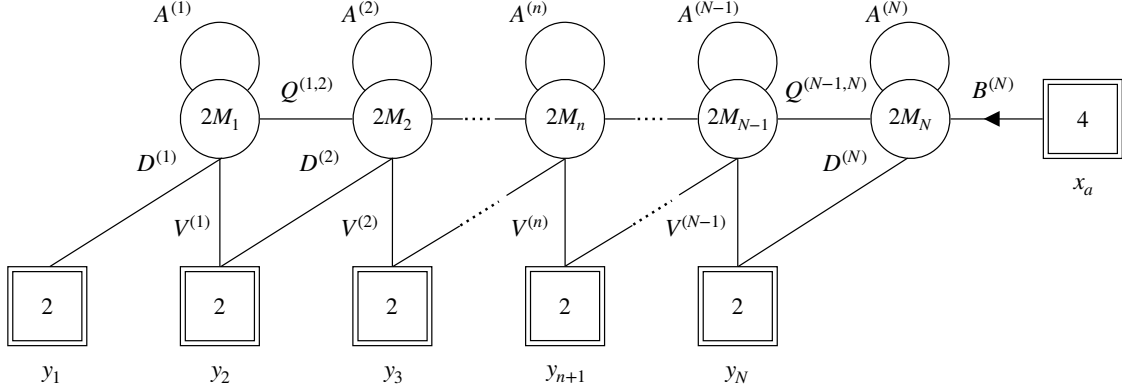 A^{(1)} A^{(2)} A^{(n)} A^{(N-1)} A^{(N)}
Q^{(1,2)} Q^{(N-1,N)} B^{(N)}
2M_1 2M_2 2M_n 2M_{N-1} 2M_N 4
D^{(1)} D^{(2)} D^{(N)} x_a
V^{(1)} V^{(2)} V^{(n)} V^{(N-1)}
2 2 2 2 2
y_1 y_2 y_3 y_{n+1} y_N